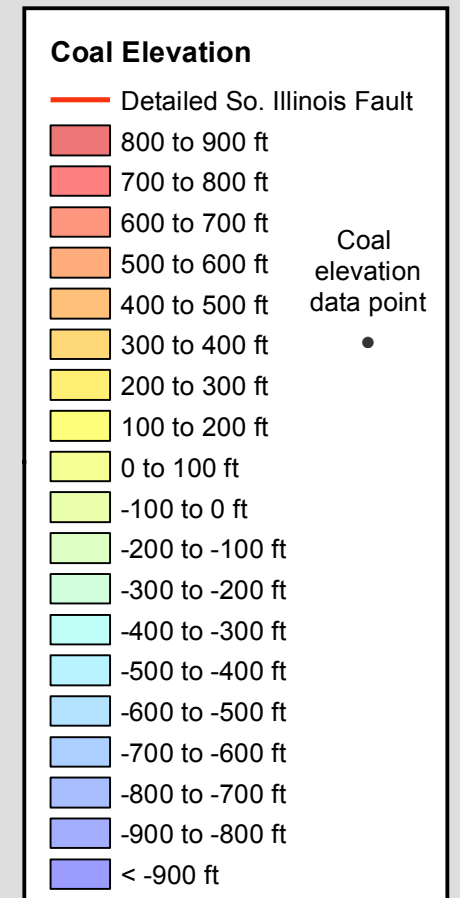 Coal Elevation
Detailed So. Illinois Fault
800 to 900 ft
700 to 800 ft
600 to 700 ft
500 to 600 ft
400 to 500 ft
300 to 400 ft
200 to 300 ft
100 to 200 ft
0 to 100 ft
-100 to 0 ft
-200 to -100 ft
-300 to -200 ft
-400 to -300 ft
-500 to -400 ft
-600 to -500 ft
-700 to -600 ft
-800 to -700 ft
-900 to -800 ft
< -900 ft
Coal
elevation
data point